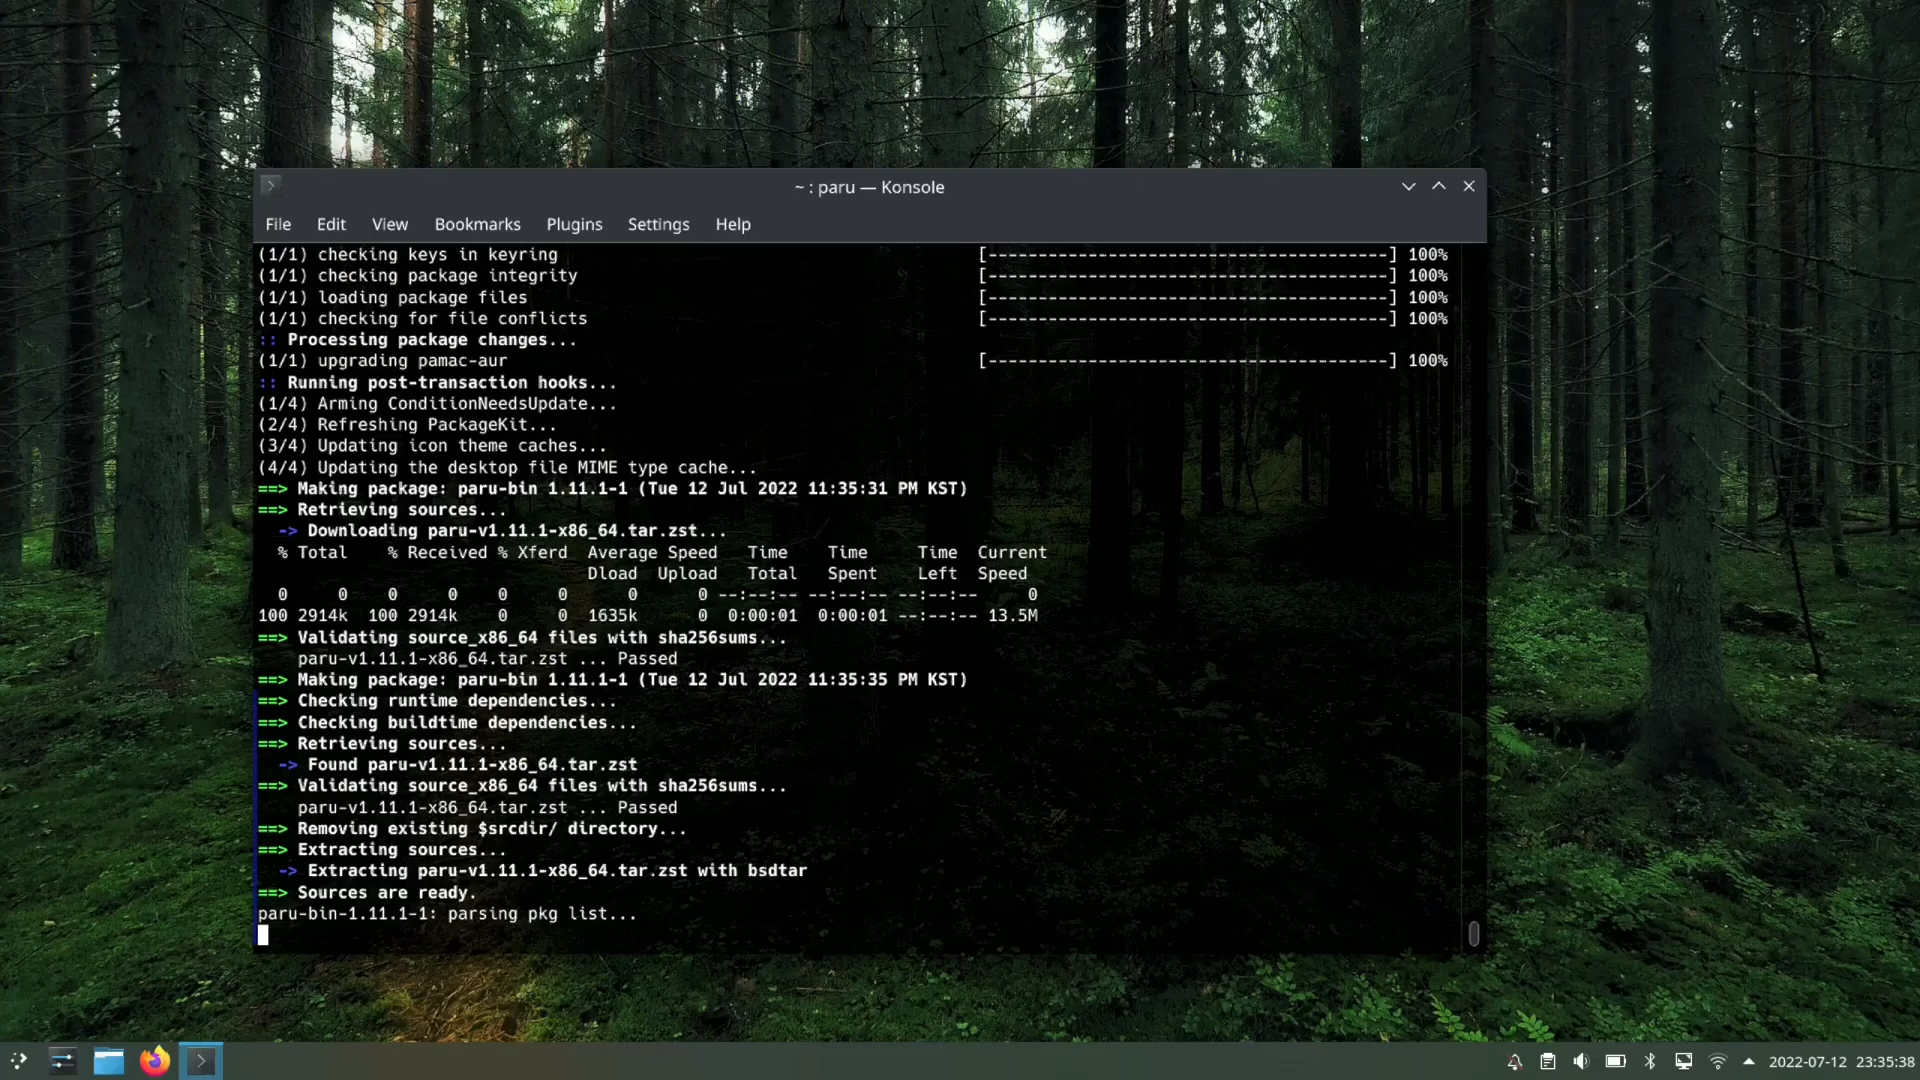 ~ : paru — Konsole
File Edit View Bookmarks Plugins Settings Help
(1/1) checking keys in keyring [----------------------------------------] 100%
(1/1) checking package integrity [----------------------------------------] 100%
(1/1) loading package files [----------------------------------------] 100%
(1/1) checking for file conflicts [----------------------------------------] 100%
:: Processing package changes...
(1/1) upgrading pamac-aur [----------------------------------------] 100%
:: Running post-transaction hooks...
(1/4) Arming ConditionNeedsUpdate...
(2/4) Refreshing PackageKit...
(3/4) Updating icon theme caches...
(4/4) Updating the desktop file MIME type cache...
==> Making package: paru-bin 1.11.1-1 (Tue 12 Jul 2022 11:35:31 PM KST)
==> Retrieving sources...
  -> Downloading paru-v1.11.1-x86_64.tar.zst...
  % Total    % Received % Xferd  Average Speed   Time    Time     Time  Current
                                 Dload  Upload   Total   Spent    Left  Speed
  0     0    0     0    0     0      0      0 --:--:-- --:--:-- --:--:--     0
100 2914k  100 2914k    0     0  1635k      0  0:00:01  0:00:01 --:--:-- 13.5M
==> Validating source_x86_64 files with sha256sums...
    paru-v1.11.1-x86_64.tar.zst ... Passed
==> Making package: paru-bin 1.11.1-1 (Tue 12 Jul 2022 11:35:35 PM KST)
==> Checking runtime dependencies...
==> Checking buildtime dependencies...
==> Retrieving sources...
  -> Found paru-v1.11.1-x86_64.tar.zst
==> Validating source_x86_64 files with sha256sums...
    paru-v1.11.1-x86_64.tar.zst ... Passed
==> Removing existing $srcdir/ directory...
==> Extracting sources...
  -> Extracting paru-v1.11.1-x86_64.tar.zst with bsdtar
==> Sources are ready.
paru-bin-1.11.1-1: parsing pkg list...
2022-07-12 23:35:38